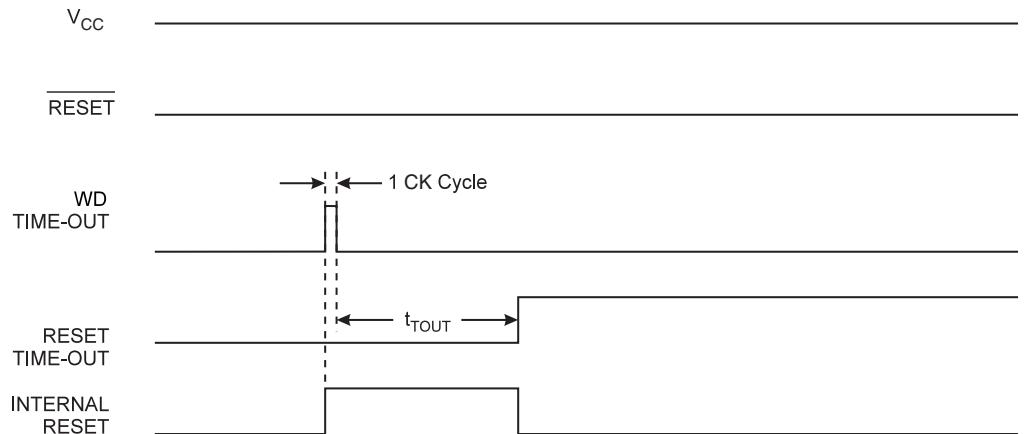 VCC
RESET
1 CK Cycle
WD
TIME-OUT
tTOUT
RESET
TIME-OUT
INTERNAL
RESET